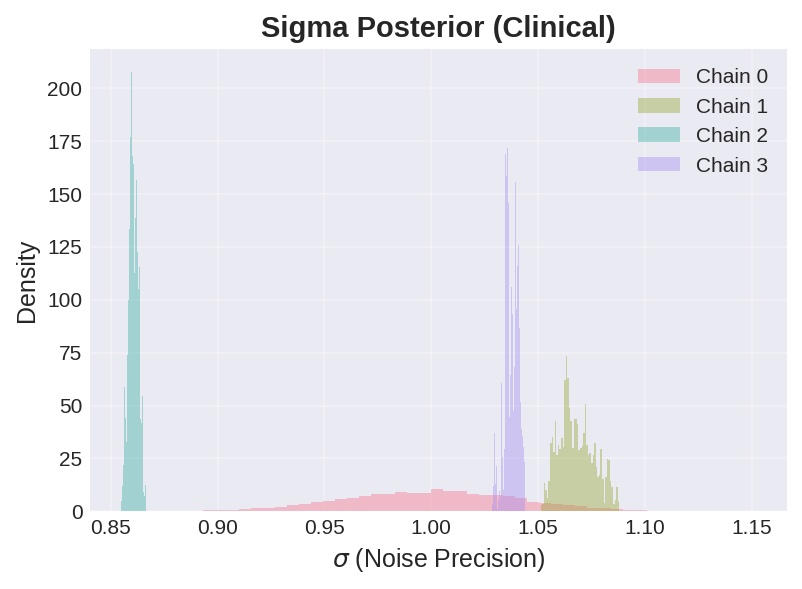 Sigma Posterior (Clinical)
Chain 0
Chain 1
Chain 2
Chain 3
Density
200
175
150
125
100
75
50
25
0
0.85 0.90 0.95 1.00 1.05 1.10 1.15
σ (Noise Precision)